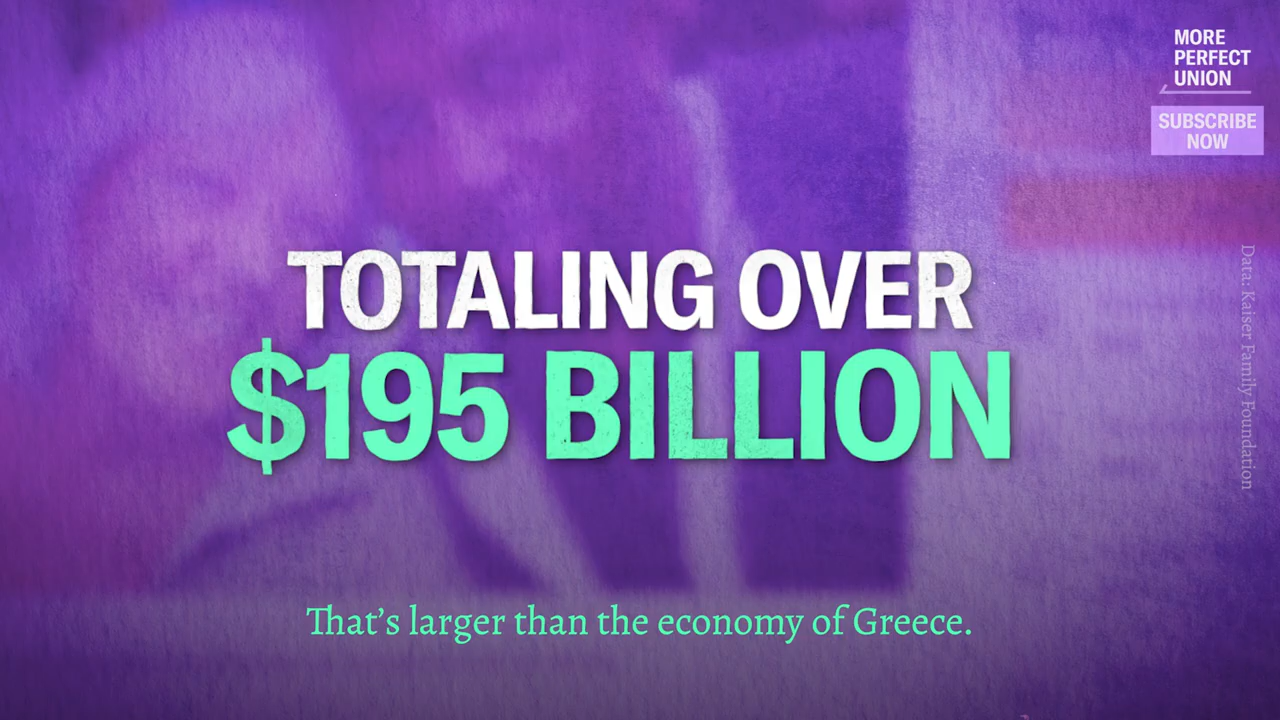 MORE
PERFECT
UNION
SUBSCRIBE
NOW
TOTALING OVER
$195 BILLION
Data: Kaiser Family Foundation
That's larger than the economy of Greece.